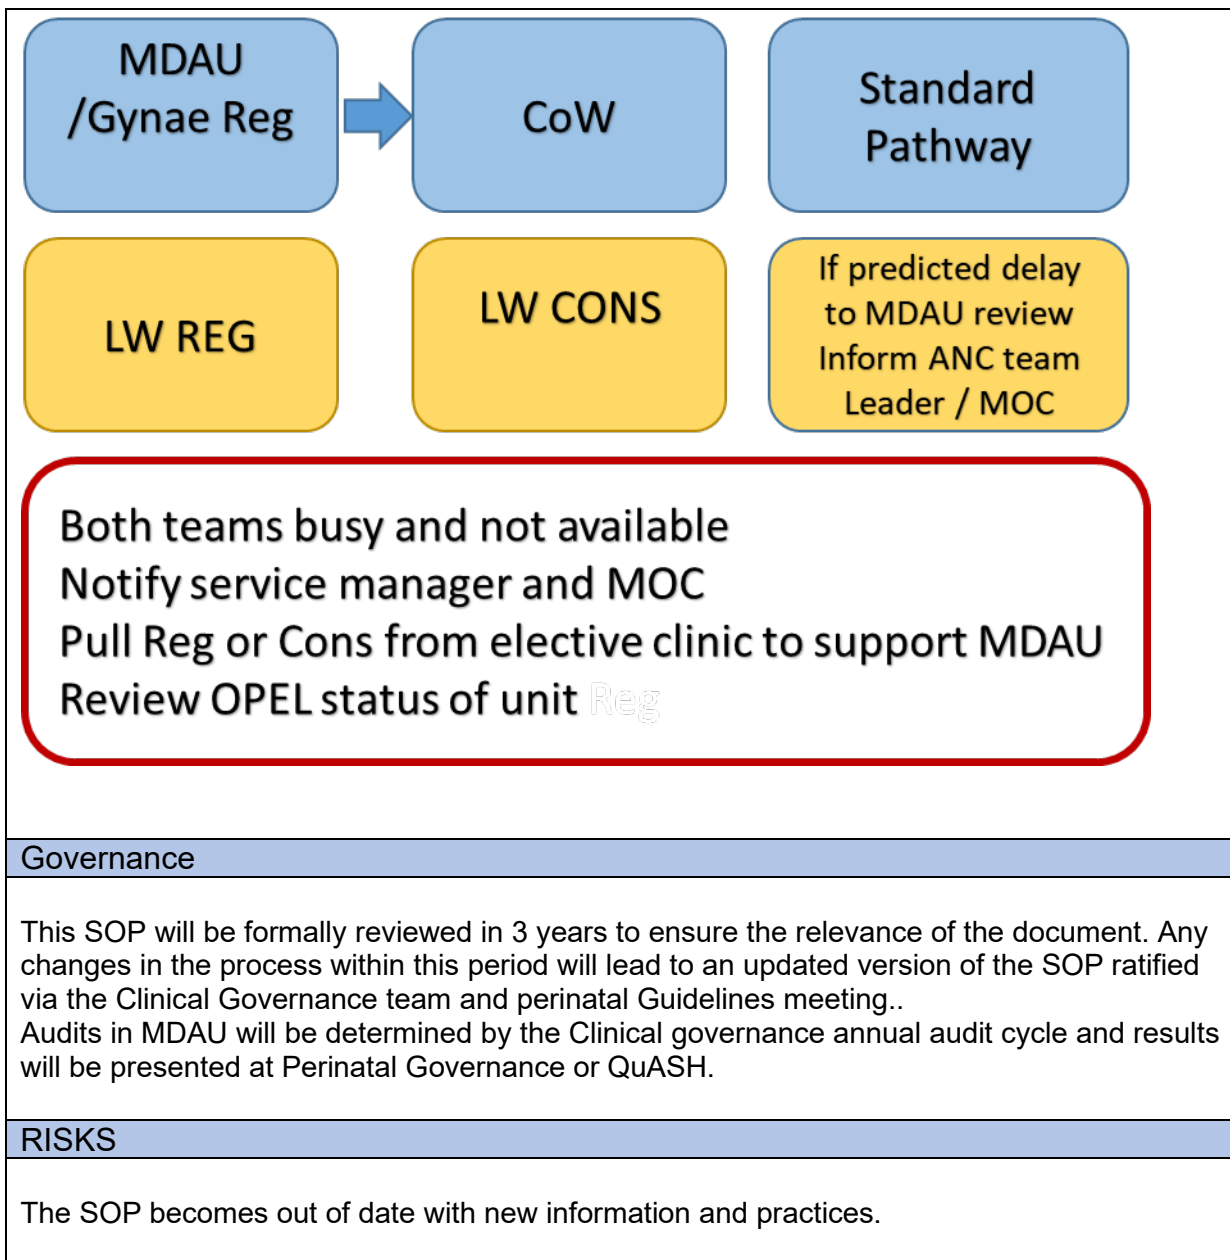 MDAU
/Gynae Reg
CoW
Standard
Pathway
LW REG
LW CONS
If predicted delay
to MDAU review
Inform ANC team
Leader / MOC
Both teams busy and not available
Notify service manager and MOC
Pull Reg or Cons from elective clinic to support MDAU
Review OPEL status of unit Reg
Governance
This SOP will be formally reviewed in 3 years to ensure the relevance of the document. Any
changes in the process within this period will lead to an updated version of the SOP ratified
via the Clinical Governance team and perinatal Guidelines meeting..
Audits in MDAU will be determined by the Clinical governance annual audit cycle and results
will be presented at Perinatal Governance or QuASH.
RISKS
The SOP becomes out of date with new information and practices.